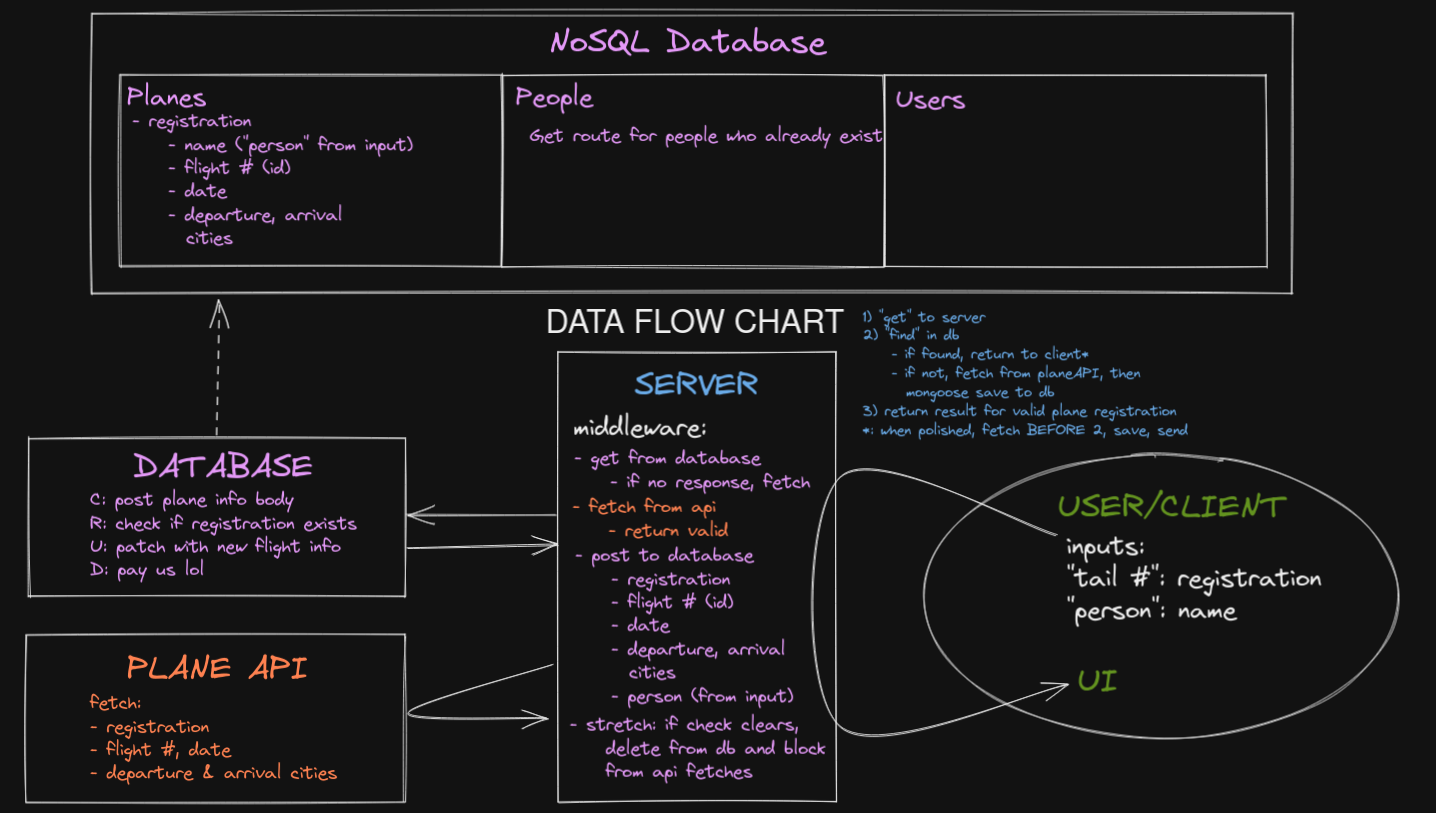 NoSQL Database
Planes
- registration
- name ("person" from input)
- flight # (id)
- date
- departure, arrival
cities
People
Get route for people who already exist
Users
DATA FLOW CHART
1) "get" to server
2) "find" in db
- if found, return to client*
- if not, fetch from planeAPI, then
mongoose save to db
3) return result for valid plane registration
*: when polished, fetch BEFORE 2, save, send
DATABASE
C: post plane info body
R: check if registration exists
U: patch with new flight info
D: pay us lol
PLANE API
fetch:
- registration
- flight #, date
- departure & arrival cities
SERVER
middleware:
- get from database
- if no response, fetch
- fetch from api
- return valid
- post to database
- registration
- flight # (id)
- date
- departure, arrival
cities
- person (from input)
- stretch: if check clears,
delete from db and block
from api fetches
USER/CLIENT
inputs:
"tail #": registration
"person": name
UI